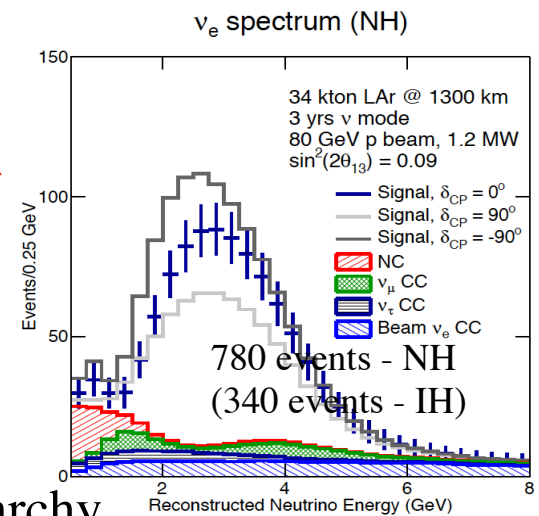 νe spectrum (NH)
150
34 kton LAr @ 1300 km
3 yrs ν mode
80 GeV p beam, 1.2 MW
sin²(2θ₁₃) = 0.09
100
Signal, δCP = 0°
Signal, δCP = 90°
Signal, δCP = -90°
NC
νμ CC
ντ CC
Beam νe CC
Events/0.25 GeV
50
780 events - NH
(340 events - IH)
0
2
4
6
8
Reconstructed Neutrino Energy (GeV)